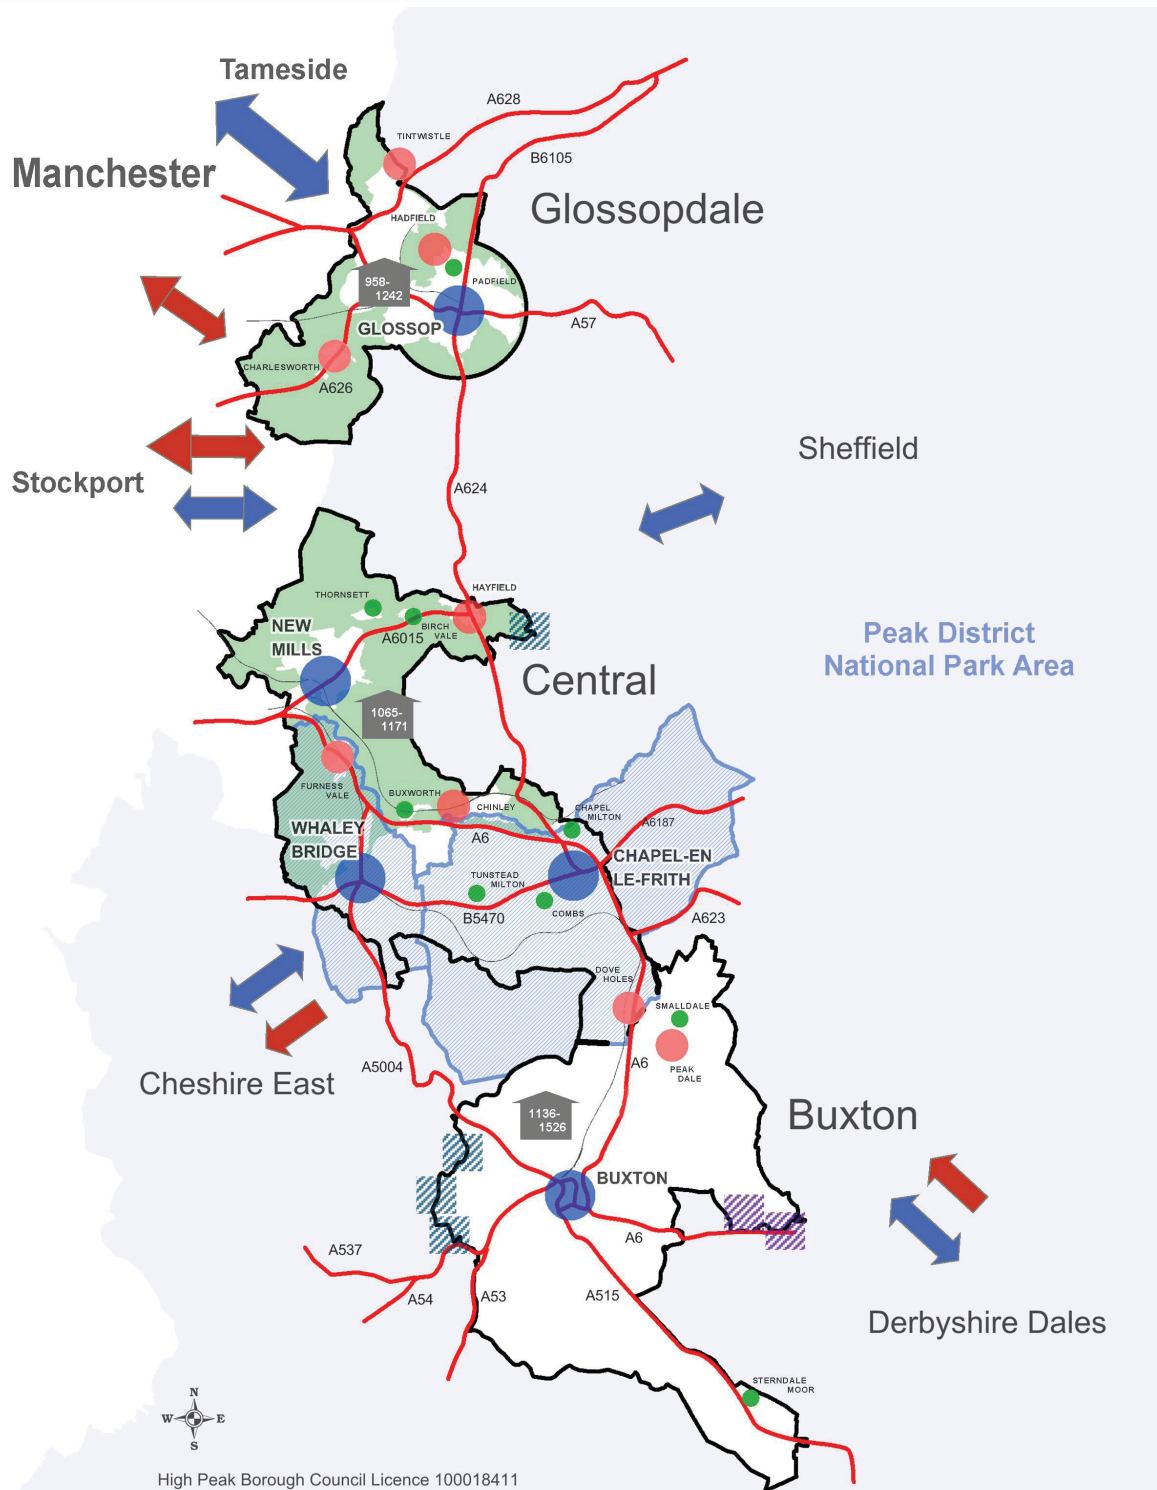 Tameside
A628
TINTWISTLE
B6105
Manchester
Glossopdale
HADFIELD
958-
1242
PADFIELD
GLOSSOP
A57
CHARLESWORTH
A626
Sheffield
Stockport
A624
HAYFIELD
THORNSETT
NEW
MILLS
BIRCH
VALE
A6015
Peak District
National Park Area
Central
1065-
1171
FURNESS
VALE
BUXWORTH
CHINLEY
CHAPEL
MILTON
A6187
WHALEY
BRIDGE
A6
CHAPEL-EN
LE-FRITH
TUNSTEAD
MILTON
COMBS
B5470
A623
DOVE
HOLES
SMALLDALE
A5004
A6
PEAK
DALE
Cheshire East
1136-
1526
Buxton
BUXTON
A6
A537
A54
A53
A515
Derbyshire Dales
STERNDALE
MOOR
N
W
E
S
High Peak Borough Council Licence 100018411